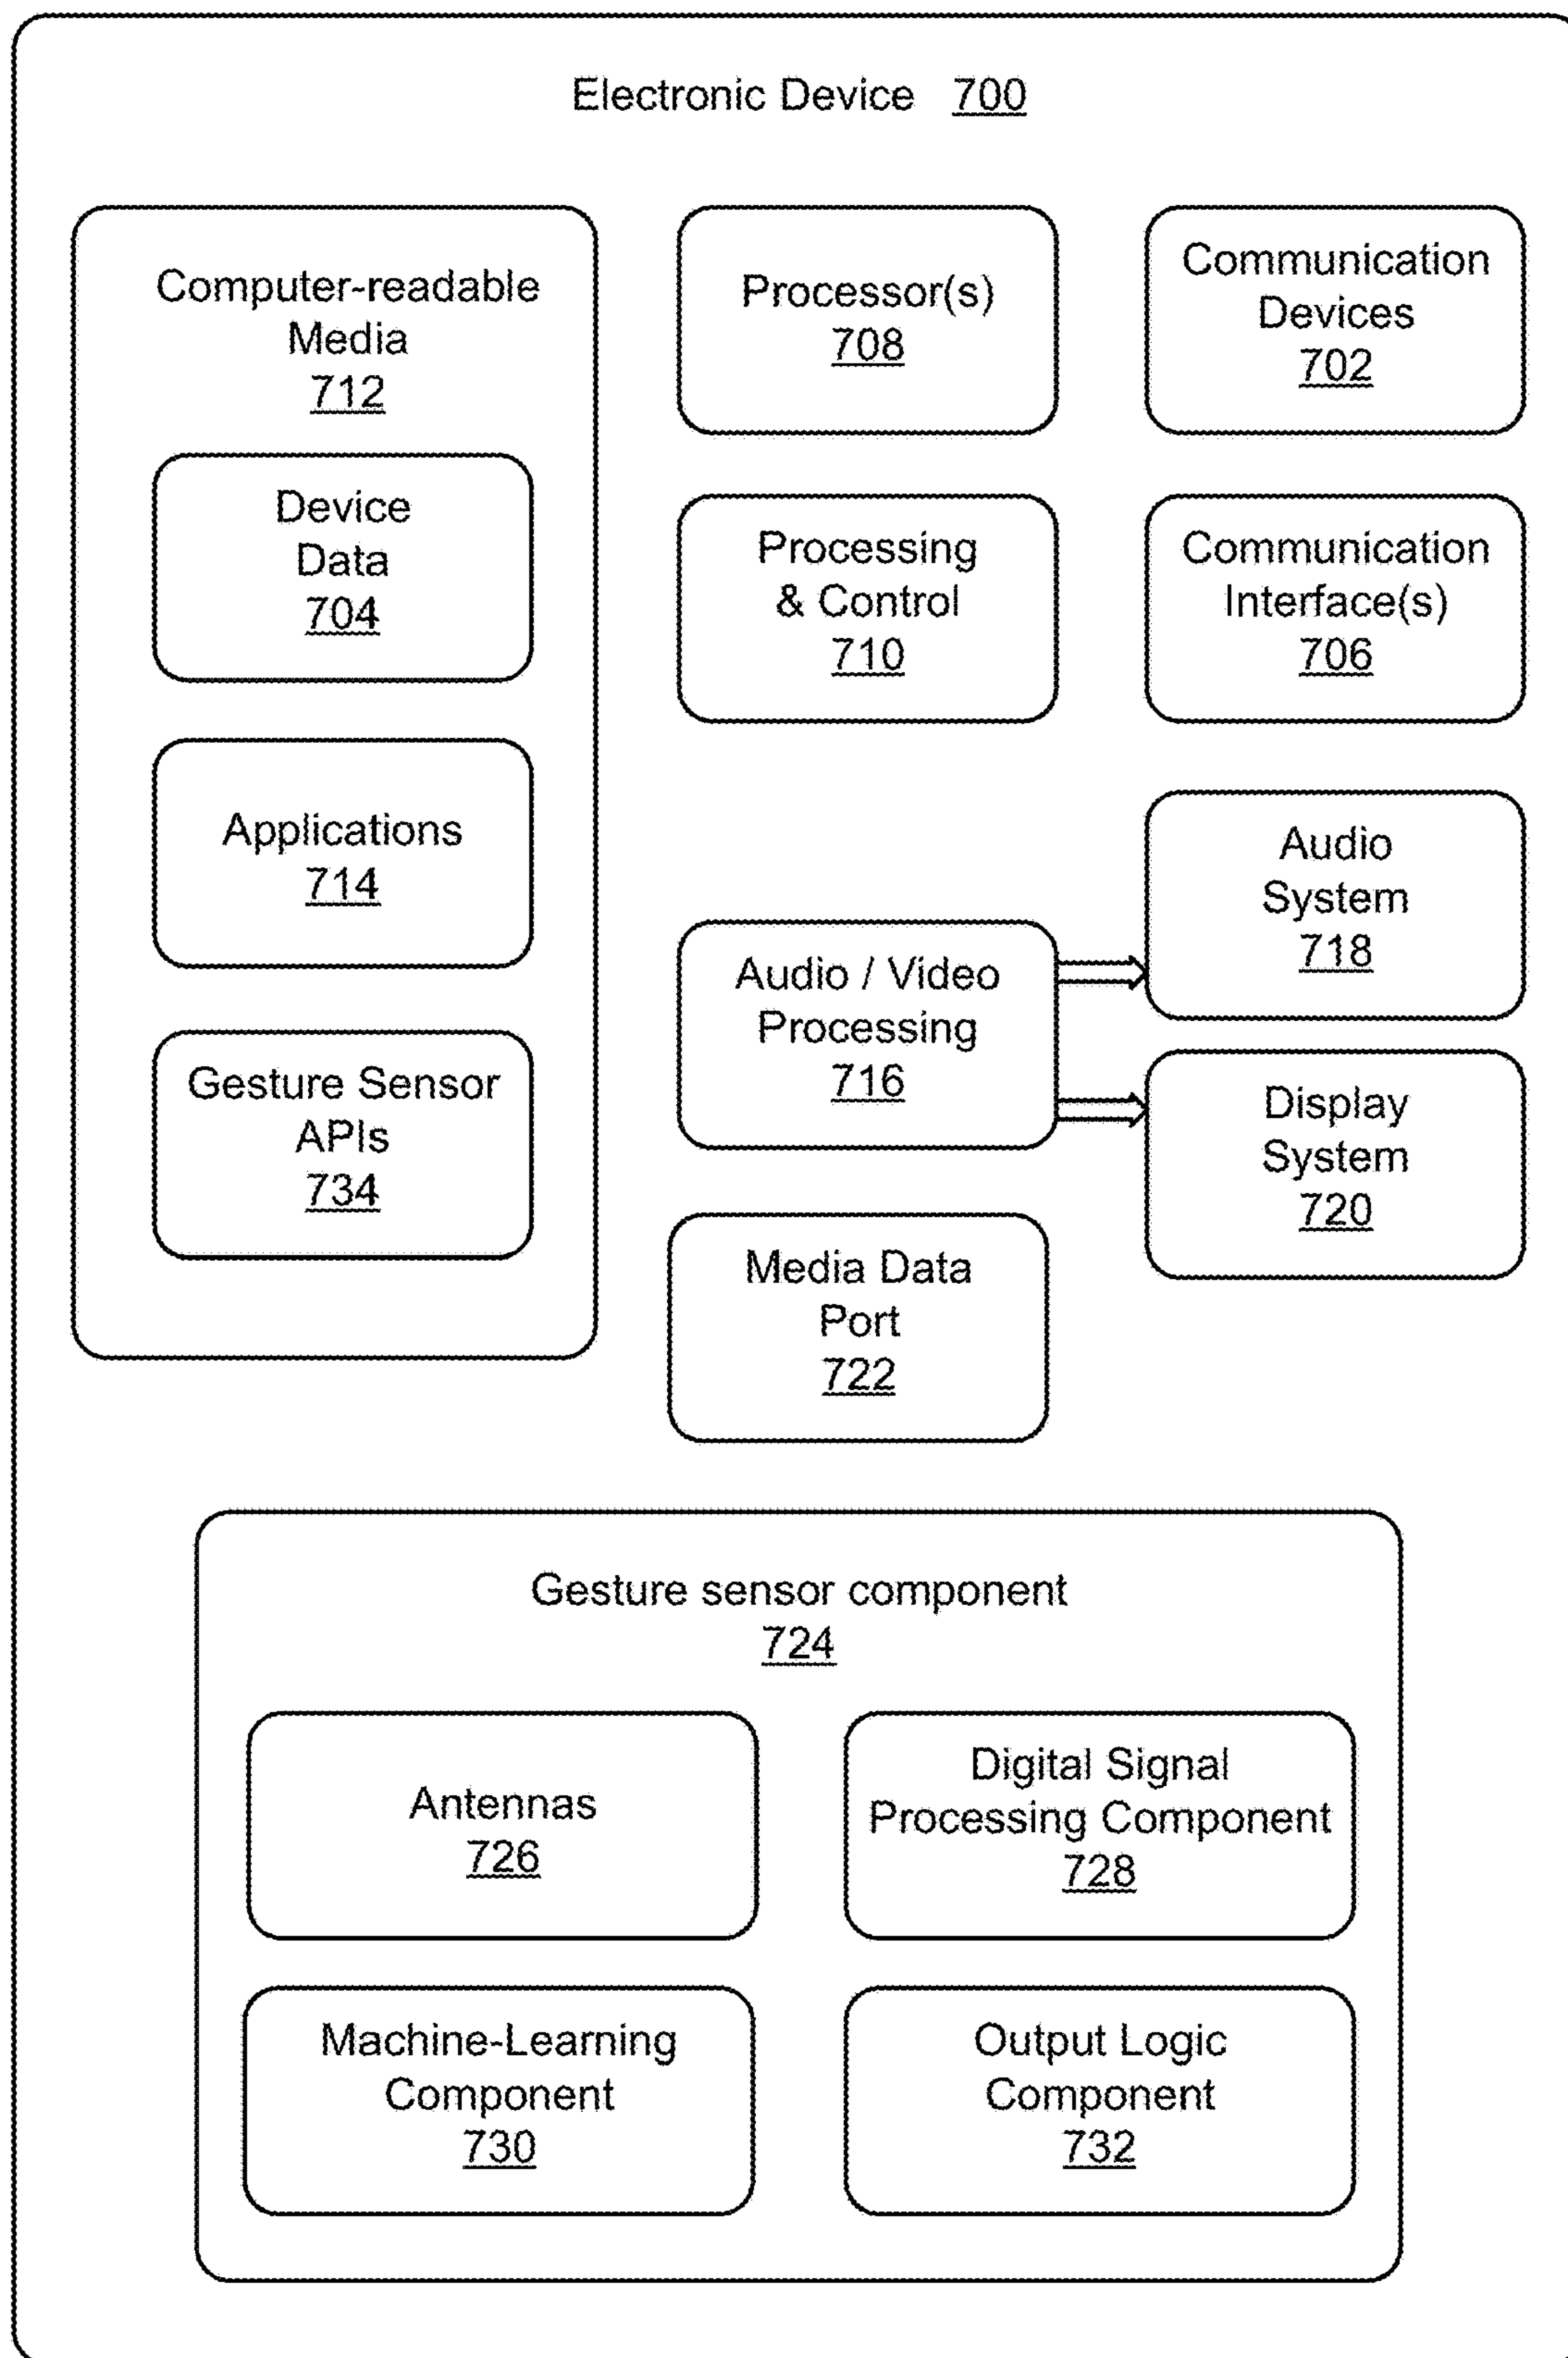 Electronic Device 700
Computer-readable
Media
712
Device
Data
704
Applications
714
Gesture Sensor
APIs
734
Processor(s)
708
Communication
Devices
702
Processing
& Control
710
Communication
Interface(s)
706
Audio / Video
Processing
716
Audio
System
718
Display
System
720
Media Data
Port
722
Gesture sensor component
724
Antennas
726
Digital Signal
Processing Component
728
Machine-Learning
Component
730
Output Logic
Component
732